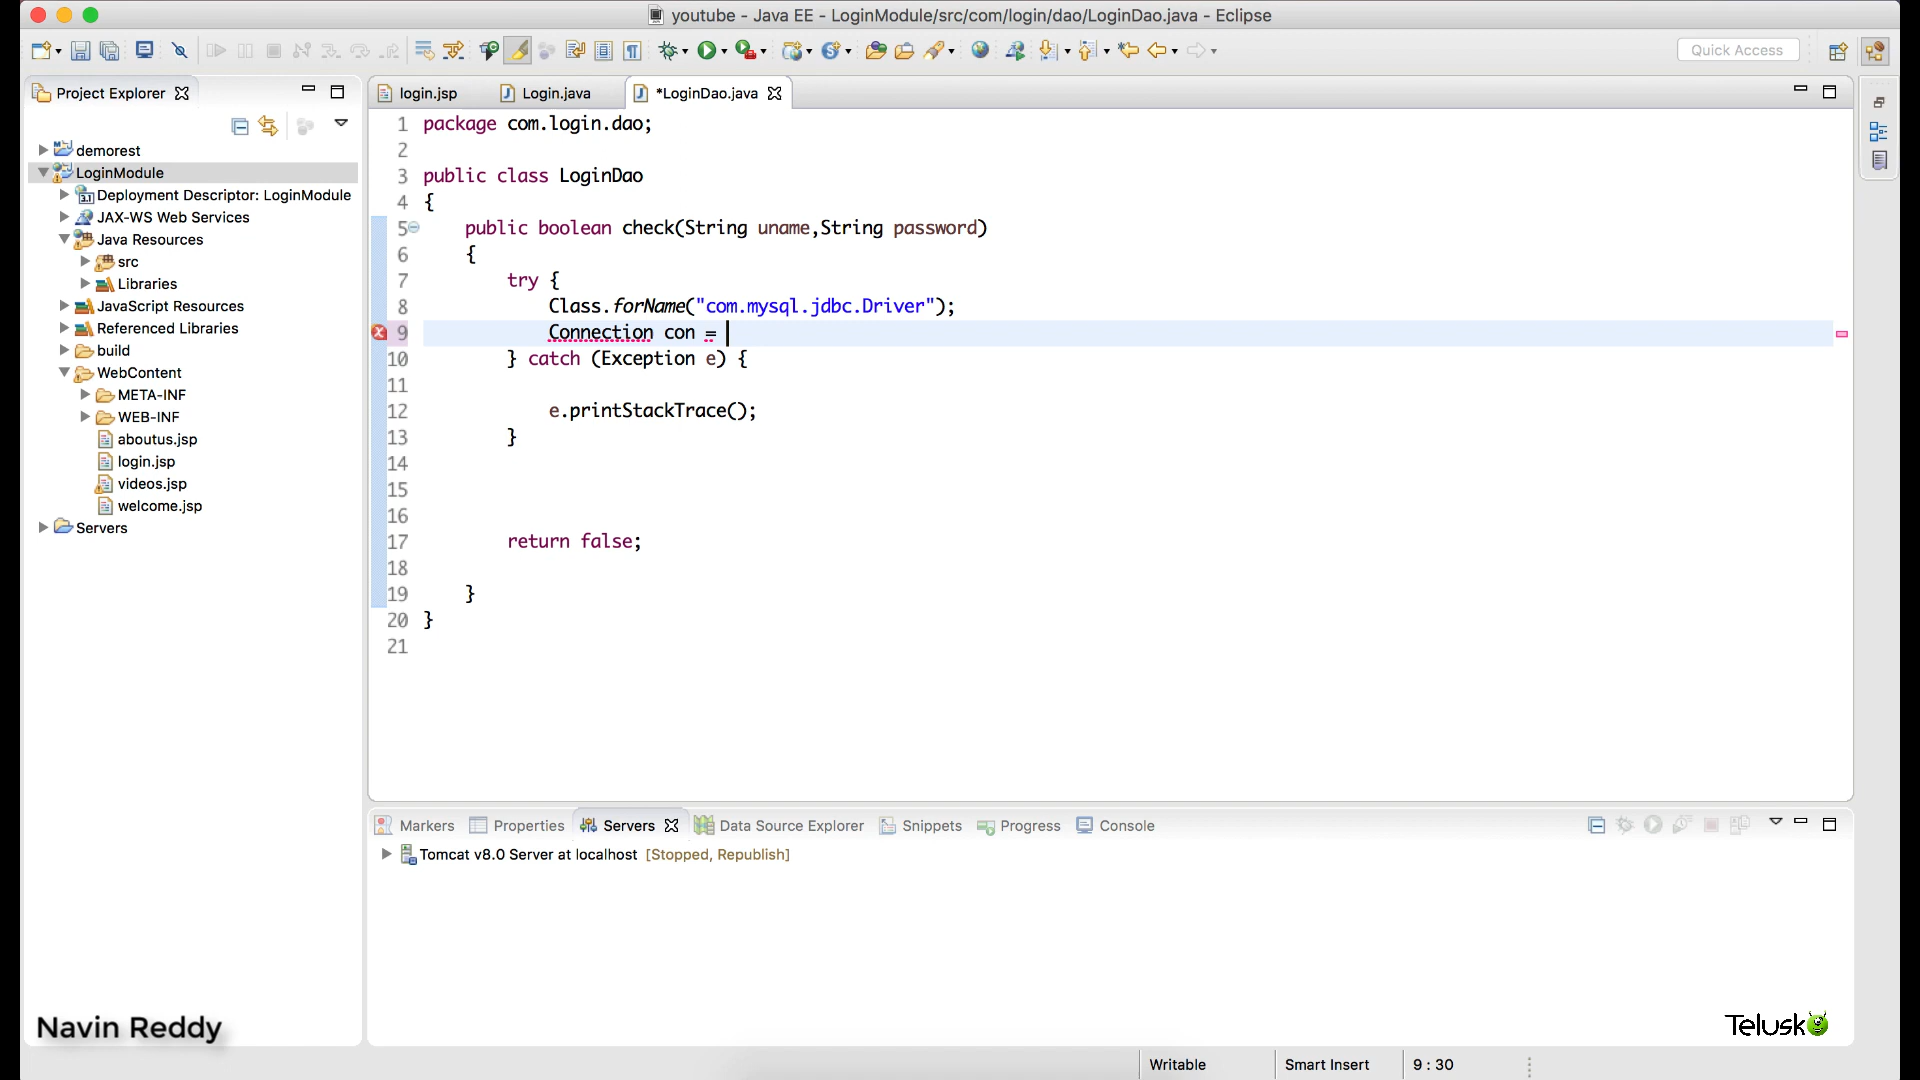 youtube - Java EE - LoginModule/src/com/login/dao/LoginDao.java - Eclipse
Quick Access
Project Explorer
login.jsp
Login.java
*LoginDao.java
demorest
LoginModule
Deployment Descriptor: LoginModule
JAX-WS Web Services
Java Resources
src
Libraries
JavaScript Resources
Referenced Libraries
build
WebContent
META-INF
WEB-INF
aboutus.jsp
login.jsp
videos.jsp
welcome.jsp
Servers
1 package com.login.dao;
2
3 public class LoginDao
4 {
5 public boolean check(String uname,String password)
6 {
7 try {
8 Class.forName("com.mysql.jdbc.Driver");
9 Connection con =
10 } catch (Exception e) {
11
12 e.printStackTrace();
13 }
14
15
16
17 return false;
18
19 }
20 }
21
Markers
Properties
Servers
Data Source Explorer
Snippets
Progress
Console
Tomcat v8.0 Server at localhost [Stopped, Republish]
Navin Reddy
Telusko
Writable
Smart Insert
9 : 30